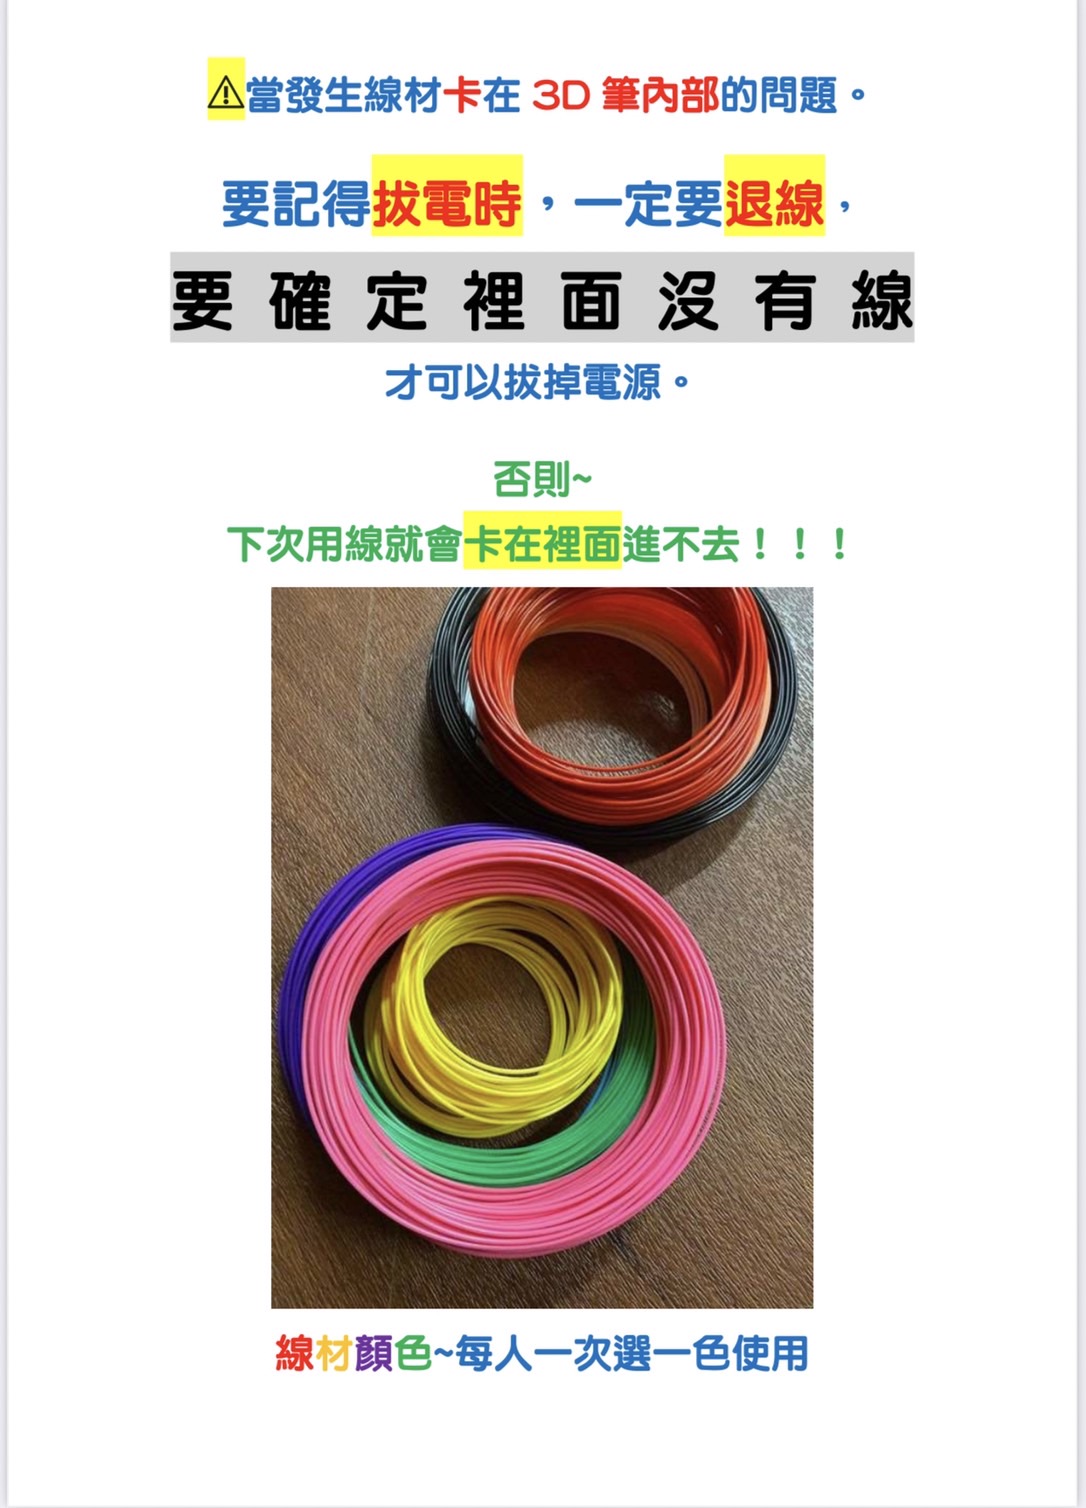 ⚠當發生線材卡在 3D 筆內部的問題。
要記得拔電時，一定要退線，
要確定裡面沒有線
才可以拔掉電源。
否則~
下次用線就會卡在裡面進不去！！！
線材顏色~每人一次選一色使用